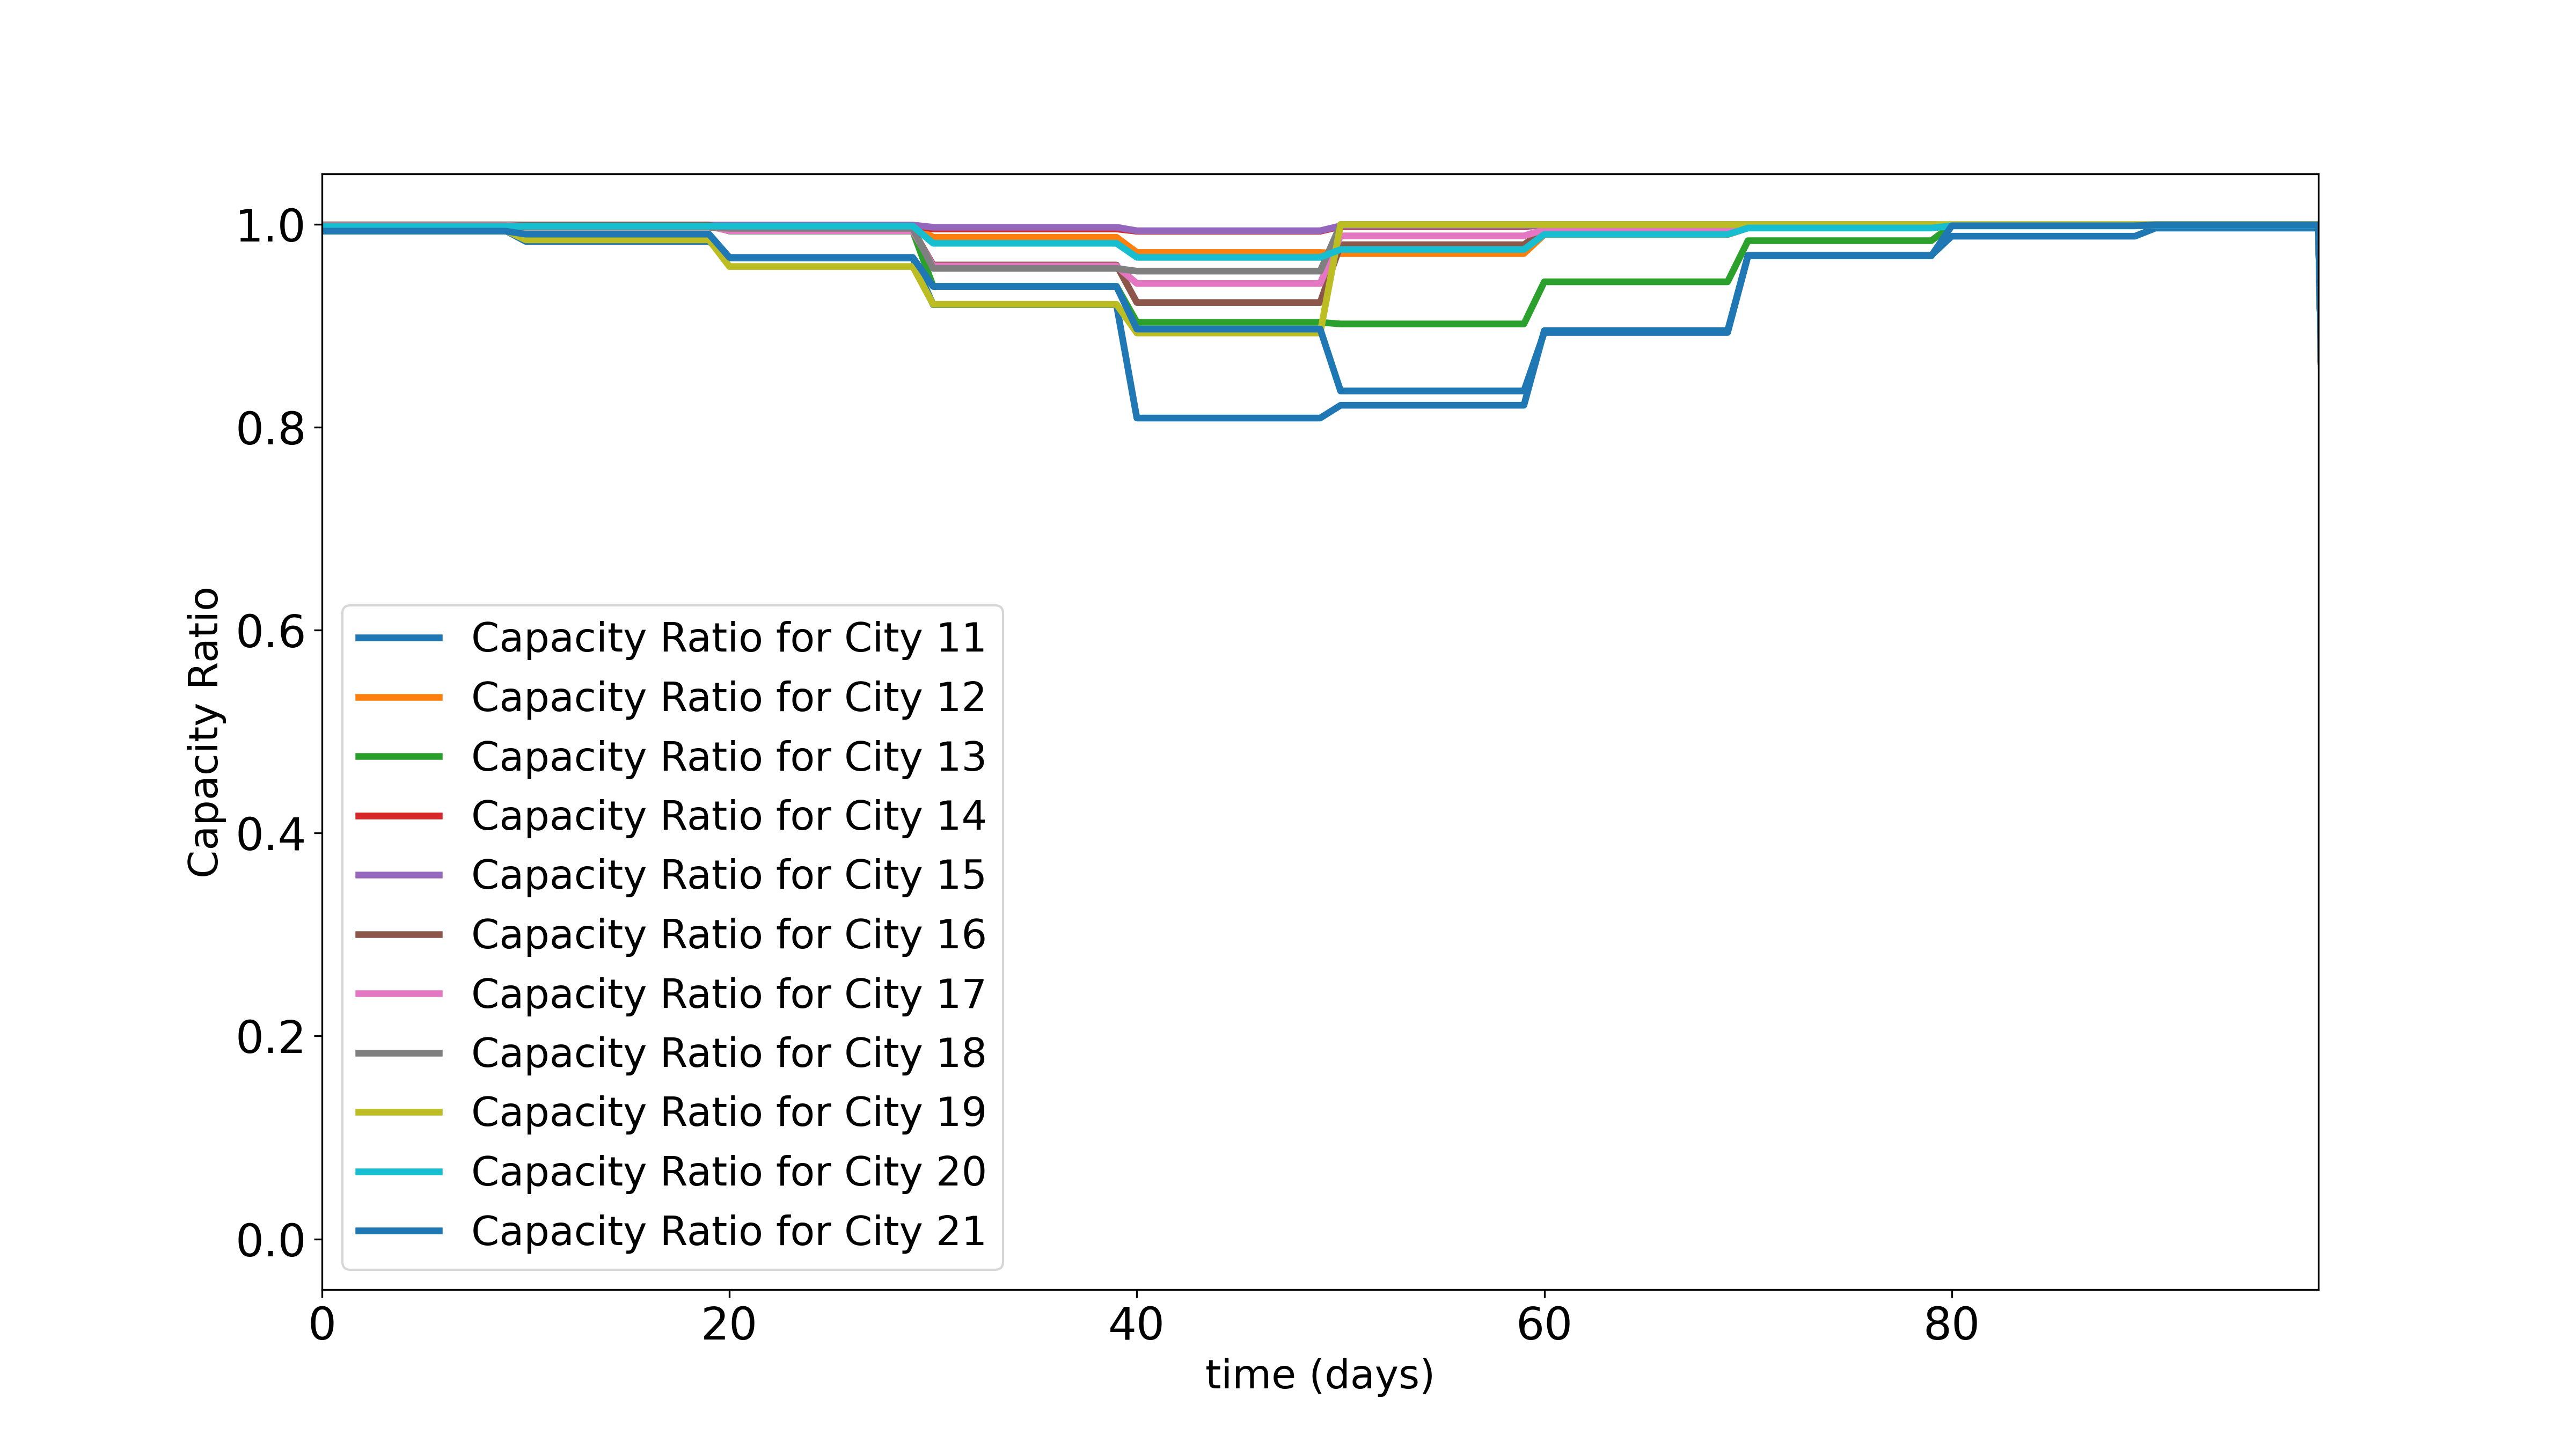 1.0
0.8
0.6
0.4
0.2
0.0
Capacity Ratio
Capacity Ratio for City 11
Capacity Ratio for City 12
Capacity Ratio for City 13
Capacity Ratio for City 14
Capacity Ratio for City 15
Capacity Ratio for City 16
Capacity Ratio for City 17
Capacity Ratio for City 18
Capacity Ratio for City 19
Capacity Ratio for City 20
Capacity Ratio for City 21
0 20 40 60 80
time (days)